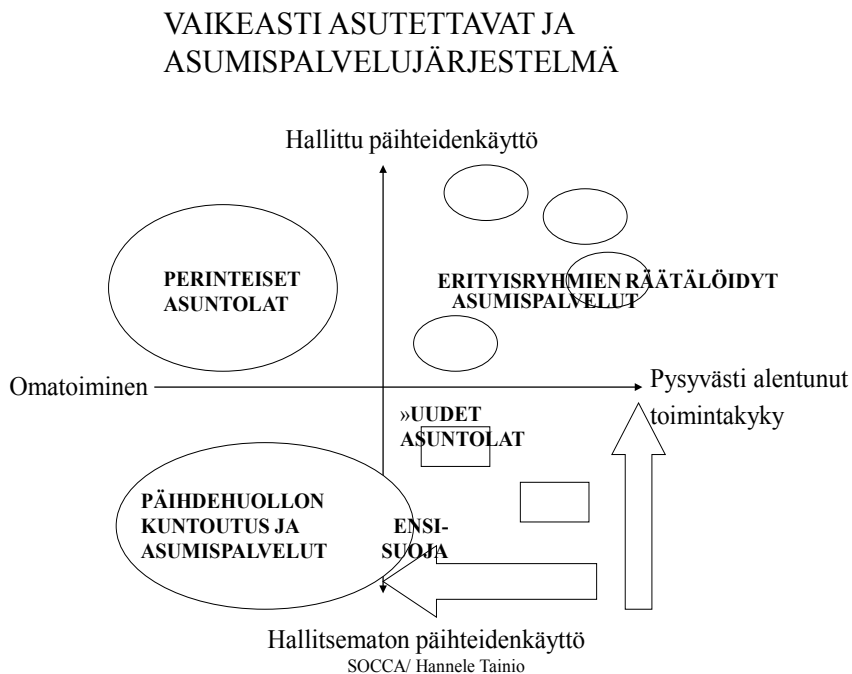 VAIKEASTI ASUTETTAVAT JA
ASUMISPALVELUJÄRJESTELMÄ
Hallittu päihteidenkäyttö
PERINTEISET
ASUNTOLAT
ERITYISRYHMIEN RÄÄTÄLÖIDYT
ASUMISPALVELUT
Omatoiminen
Pysyvästi alentunut
toimintakyky
»UUDET
ASUNTOLAT
PÄIHDEHUOLLON
KUNTOUTUS JA
ASUMISPALVELUT
ENSI-
SUOJA
Hallitsematon päihteidenkäyttö
SOCCA/ Hannele Tainio